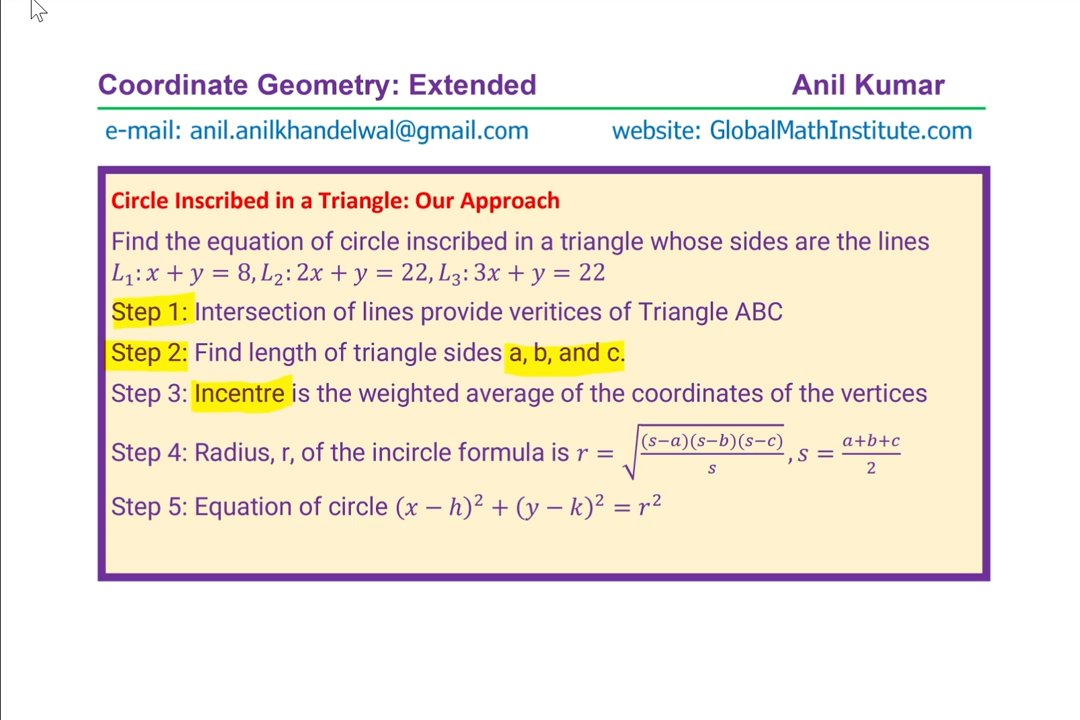 Coordinate Geometry: Extended Anil Kumar
e-mail: anil.anilkhandelwal@gmail.com website: GlobalMathInstitute.com
Circle Inscribed in a Triangle: Our Approach
Find the equation of circle inscribed in a triangle whose sides are the lines
L₁: x + y = 8, L₂: 2x + y = 22, L₃: 3x + y = 22
Step 1: Intersection of lines provide veritices of Triangle ABC
Step 2: Find length of triangle sides a, b, and c.
Step 3: Incentre is the weighted average of the coordinates of the vertices
Step 4: Radius, r, of the incircle formula is r = √((s−a)(s−b)(s−c)/s), s = (a+b+c)/2
Step 5: Equation of circle (x − h)² + (y − k)² = r²